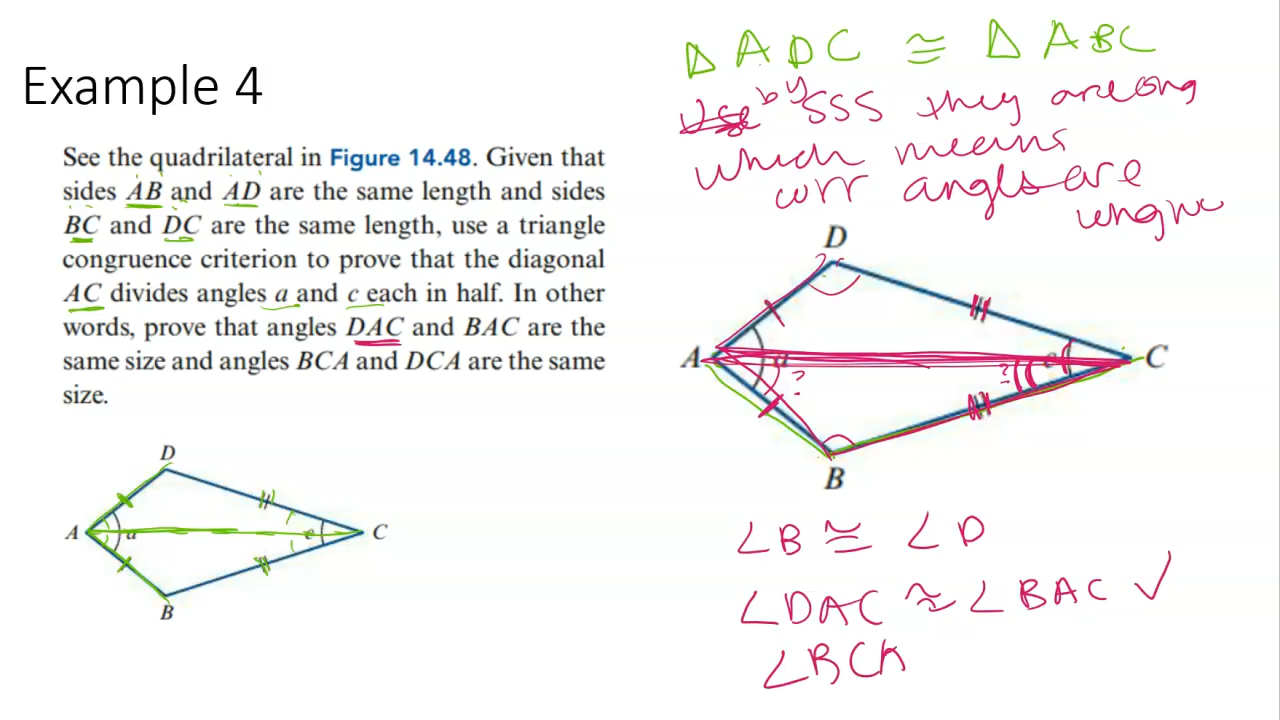 Example 4
See the quadrilateral in Figure 14.48. Given that
sides AB and AD are the same length and sides
BC and DC are the same length, use a triangle
congruence criterion to prove that the diagonal
AC divides angles a and c each in half. In other
words, prove that angles DAC and BAC are the
same size and angles BCA and DCA are the same
size.
D
A
a
c
C
B
△ ADC ≅ △ ABC
by SSS they are cong
which means
corr angles are
D
A
a
?
?
c
C
B
∠B ≅ ∠D
∠DAC ≅ ∠BAC ✓
∠BCA